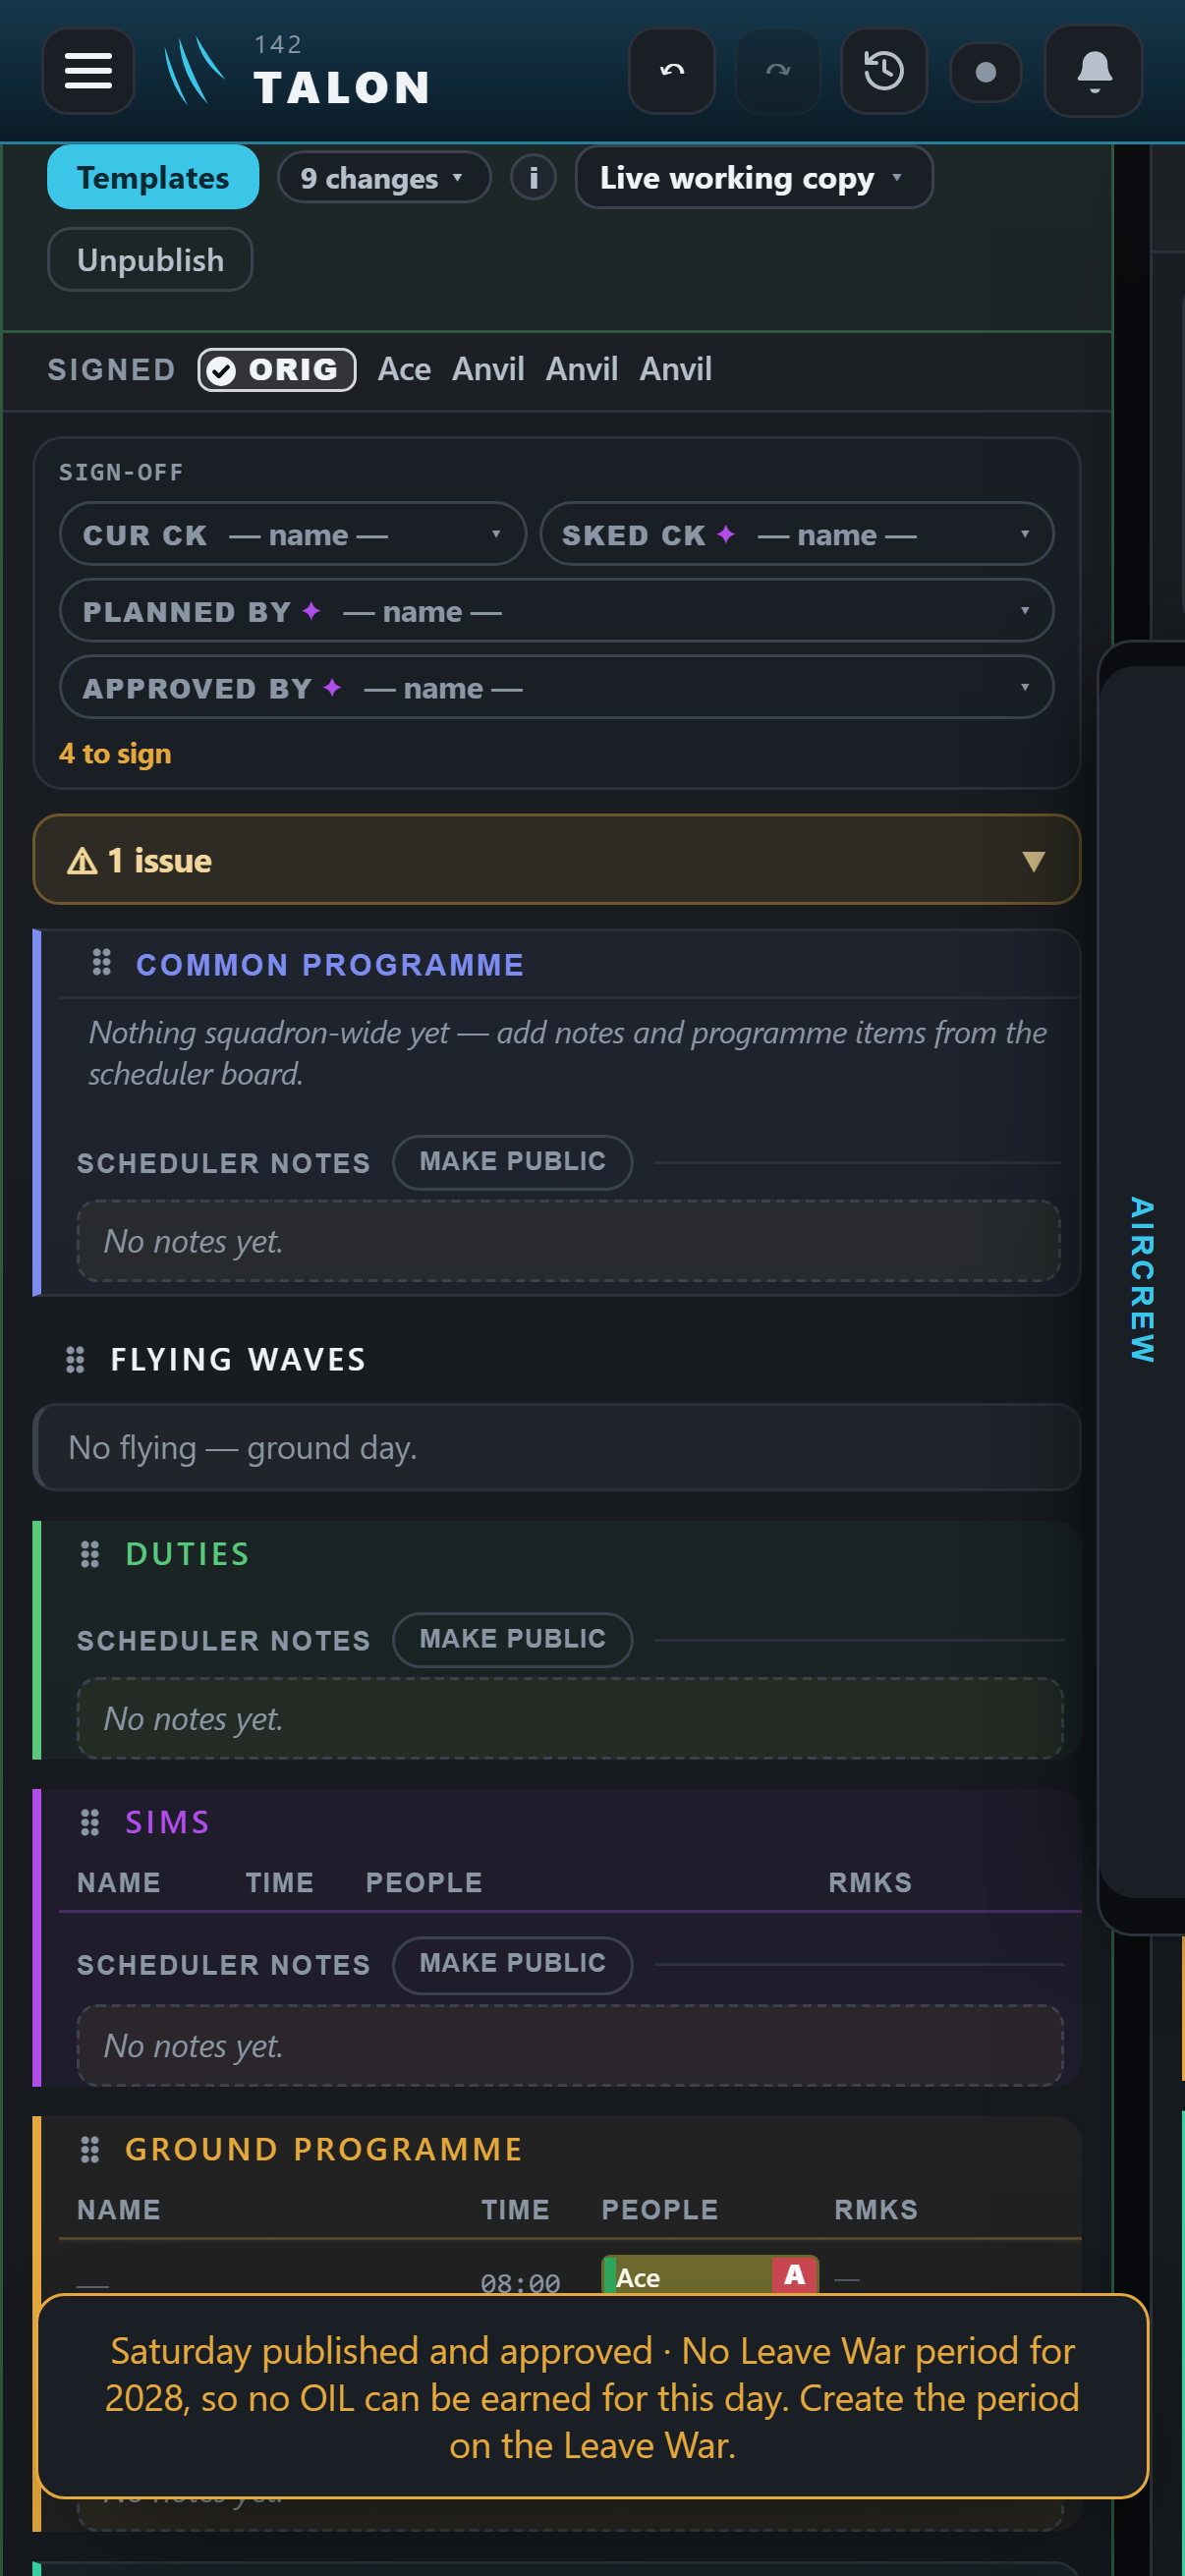 142
TALON
Templates 9 changes i Live working copy
Unpublish
SIGNED ORIG Ace Anvil Anvil Anvil
SIGN-OFF
CUR CK — name — SKED CK — name —
PLANNED BY — name —
APPROVED BY — name —
4 to sign
1 issue
COMMON PROGRAMME
Nothing squadron-wide yet — add notes and programme items from the
scheduler board.
SCHEDULER NOTES MAKE PUBLIC
No notes yet.
AIRCREW
FLYING WAVES
No flying — ground day.
DUTIES
SCHEDULER NOTES MAKE PUBLIC
No notes yet.
SIMS
NAME TIME PEOPLE RMKS
SCHEDULER NOTES MAKE PUBLIC
No notes yet.
GROUND PROGRAMME
NAME TIME PEOPLE RMKS
— 08:00 Ace A —
Saturday published and approved · No Leave War period for
2028, so no OIL can be earned for this day. Create the period
on the Leave War.